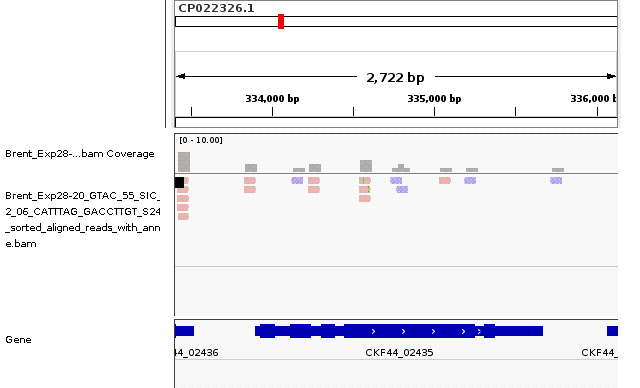 CP022326.1
2,722 bp
334,000 bp 335,000 bp 336,000 b
[0 - 10.00]
Brent_Exp28-...bam Coverage
Brent_Exp28-20_GTAC_55_SIC_
2_06_CATTTAG_GACCTTGT_S24
_sorted_aligned_reads_with_ann
e.bam
Gene
44_02436 CKF44_02435 CKF44_